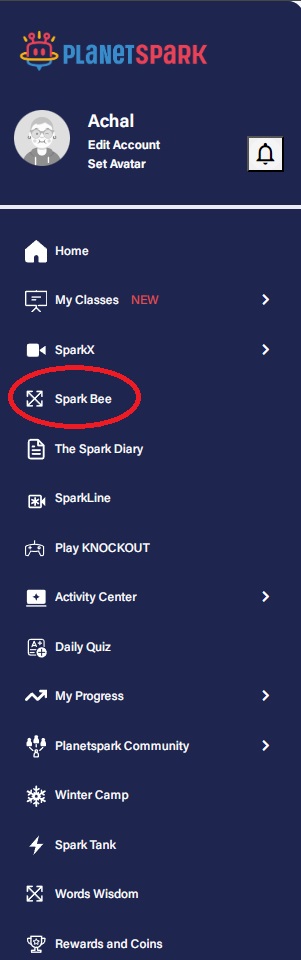 PLANETSPARK
Achal
Edit Account
Set Avatar
Home
My Classes NEW
SparkX
Spark Bee
The Spark Diary
SparkLine
Play KNOCKOUT
Activity Center
Daily Quiz
My Progress
Planetspark Community
Winter Camp
Spark Tank
Words Wisdom
Rewards and Coins